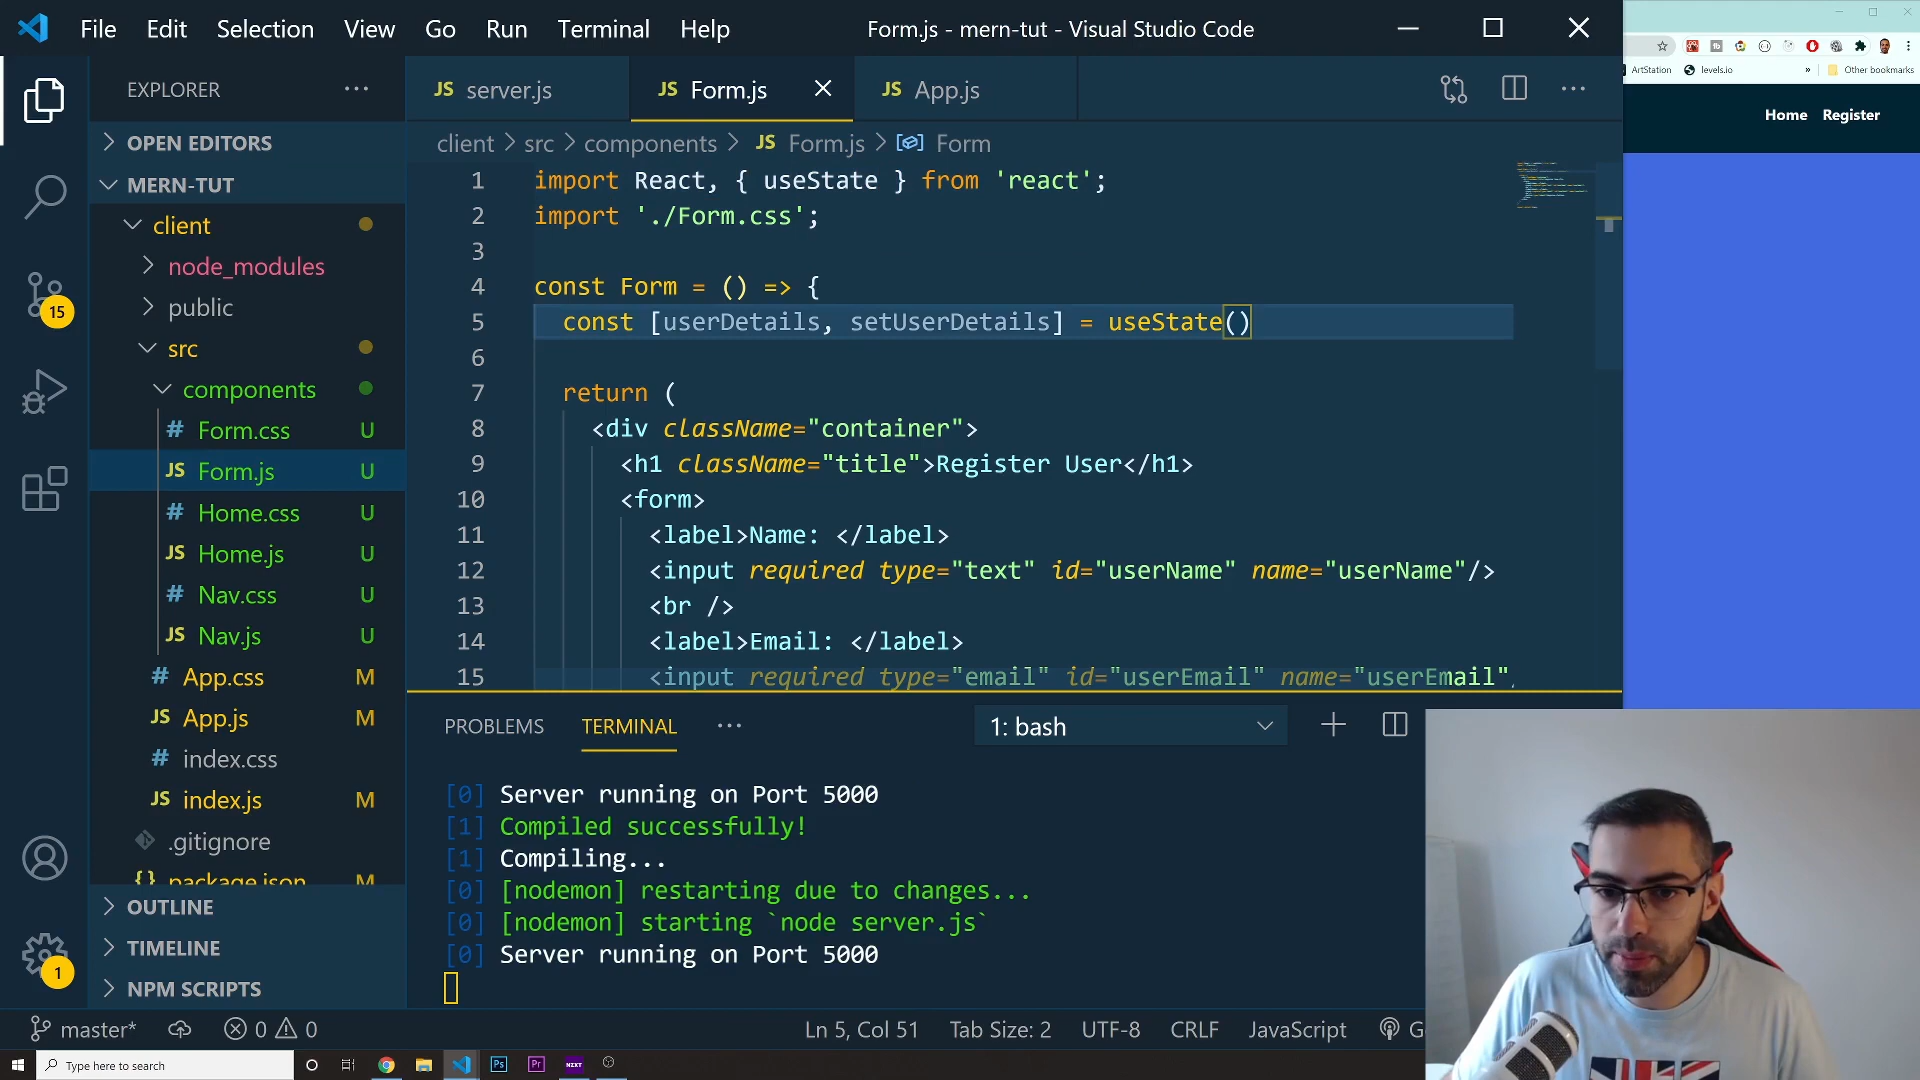 File Edit Selection View Go Run Terminal Help
Form.js - mern-tut - Visual Studio Code
ArtStation levels.io » Other bookmarks
Home Register
EXPLORER
OPEN EDITORS
MERN-TUT
client
node_modules
public
src
components
# Form.css U
JS Form.js U
# Home.css U
JS Home.js U
# Nav.css U
JS Nav.js U
# App.css M
JS App.js M
# index.css
JS index.js M
.gitignore
{} package.json M
OUTLINE
TIMELINE
NPM SCRIPTS
15
1
JS server.js JS Form.js JS App.js
client > src > components > JS Form.js > Form
1 import React, { useState } from 'react';
2 import './Form.css';
3
4 const Form = () => {
5 const [userDetails, setUserDetails] = useState()
6
7 return (
8 <div className="container">
9 <h1 className="title">Register User</h1>
10 <form>
11 <label>Name: </label>
12 <input required type="text" id="userName" name="userName"/>
13 <br />
14 <label>Email: </label>
15 <input required type="email" id="userEmail" name="userEmail"
PROBLEMS TERMINAL ··· 1: bash
[0] Server running on Port 5000
[1] Compiled successfully!
[1] Compiling...
[0] [nodemon] restarting due to changes...
[0] [nodemon] starting `node server.js`
[0] Server running on Port 5000
master* 0 0 Ln 5, Col 51 Tab Size: 2 UTF-8 CRLF JavaScript G
Type here to search Ps Pr NZXT